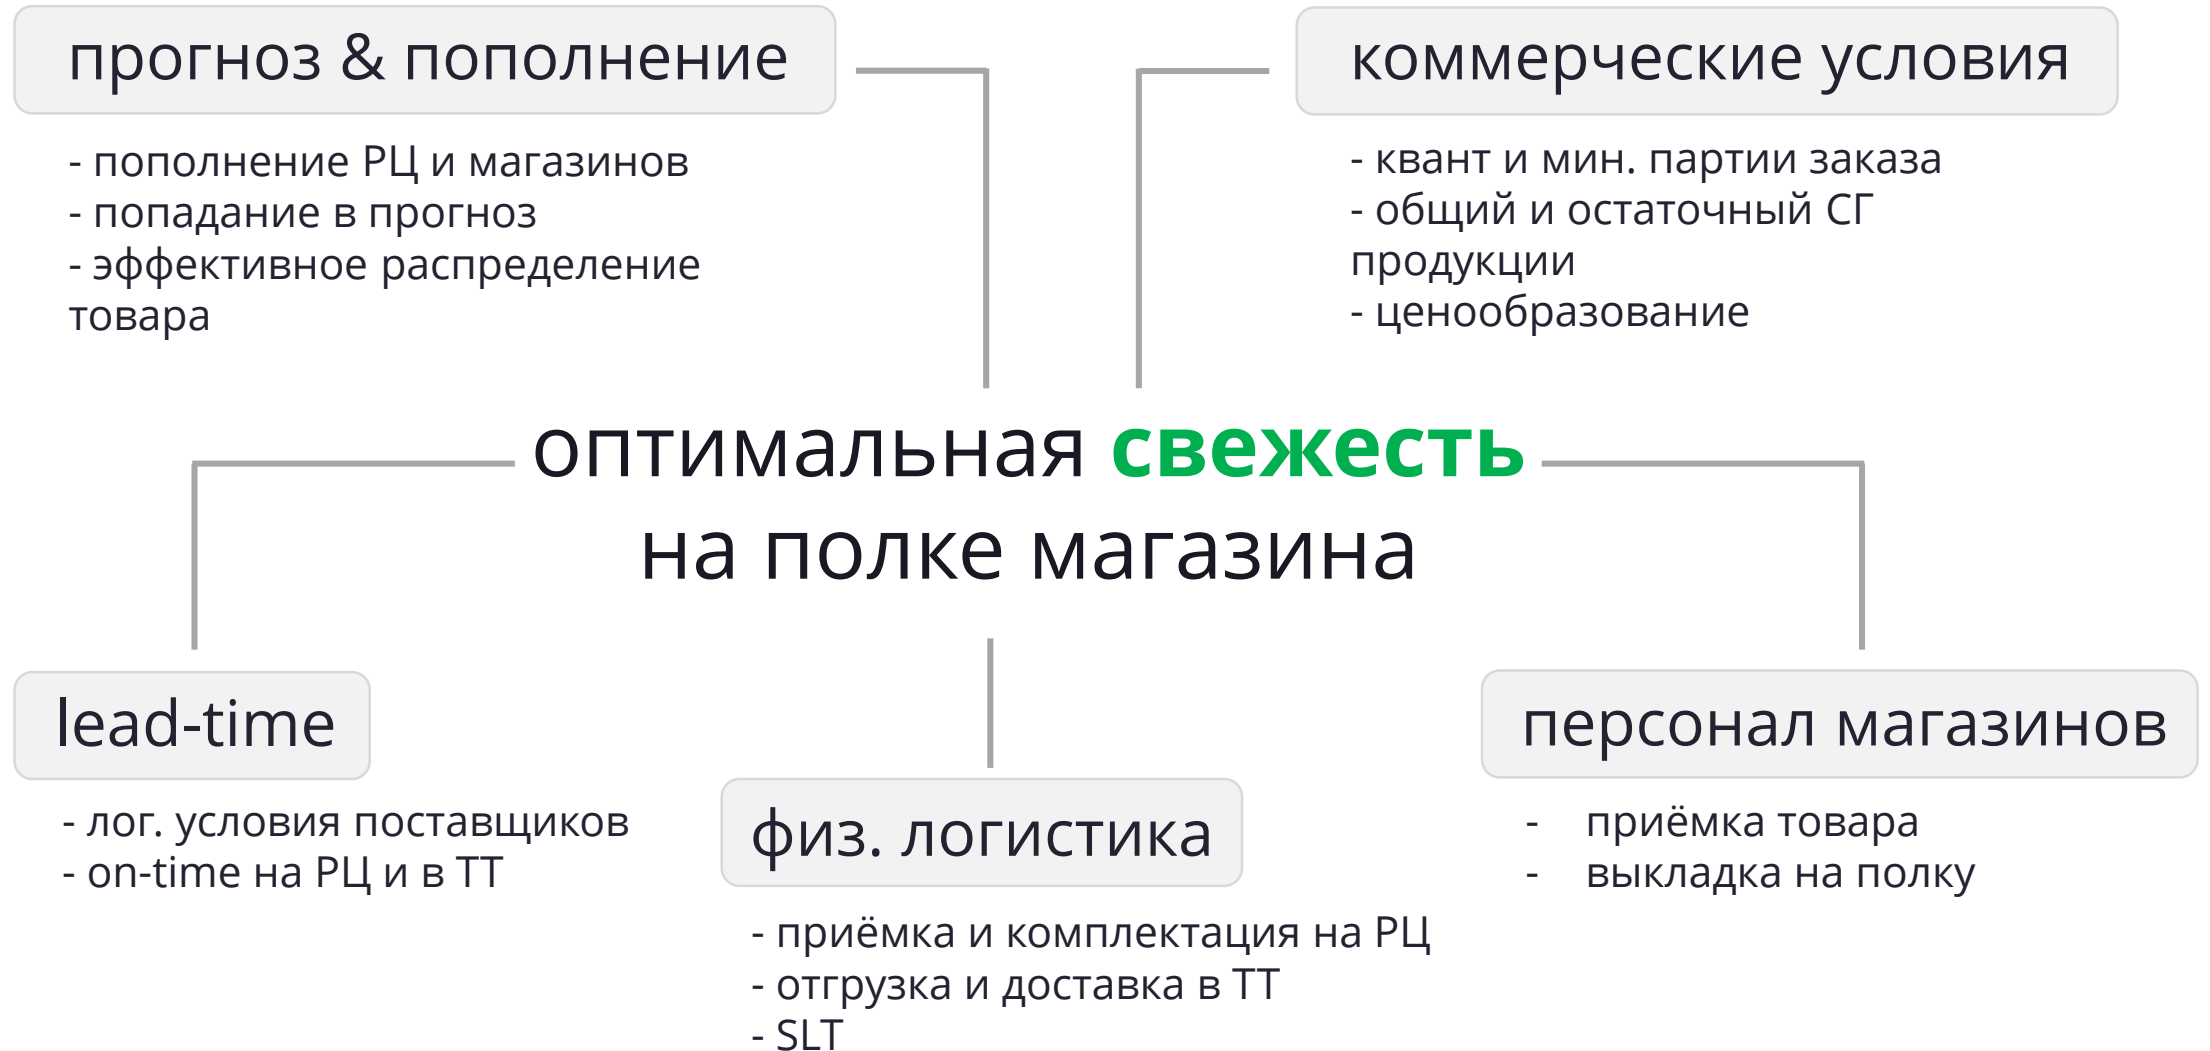 прогноз & пополнение
- пополнение РЦ и магазинов
- попадание в прогноз
- эффективное распределение
товара
коммерческие условия
- квант и мин. партии заказа
- общий и остаточный СГ
продукции
- ценообразование
оптимальная свежесть
на полке магазина
lead-time
- лог. условия поставщиков
- on-time на РЦ и в ТТ
физ. логистика
- приёмка и комплектация на РЦ
- отгрузка и доставка в ТТ
- SLT
персонал магазинов
- приёмка товара
- выкладка на полку